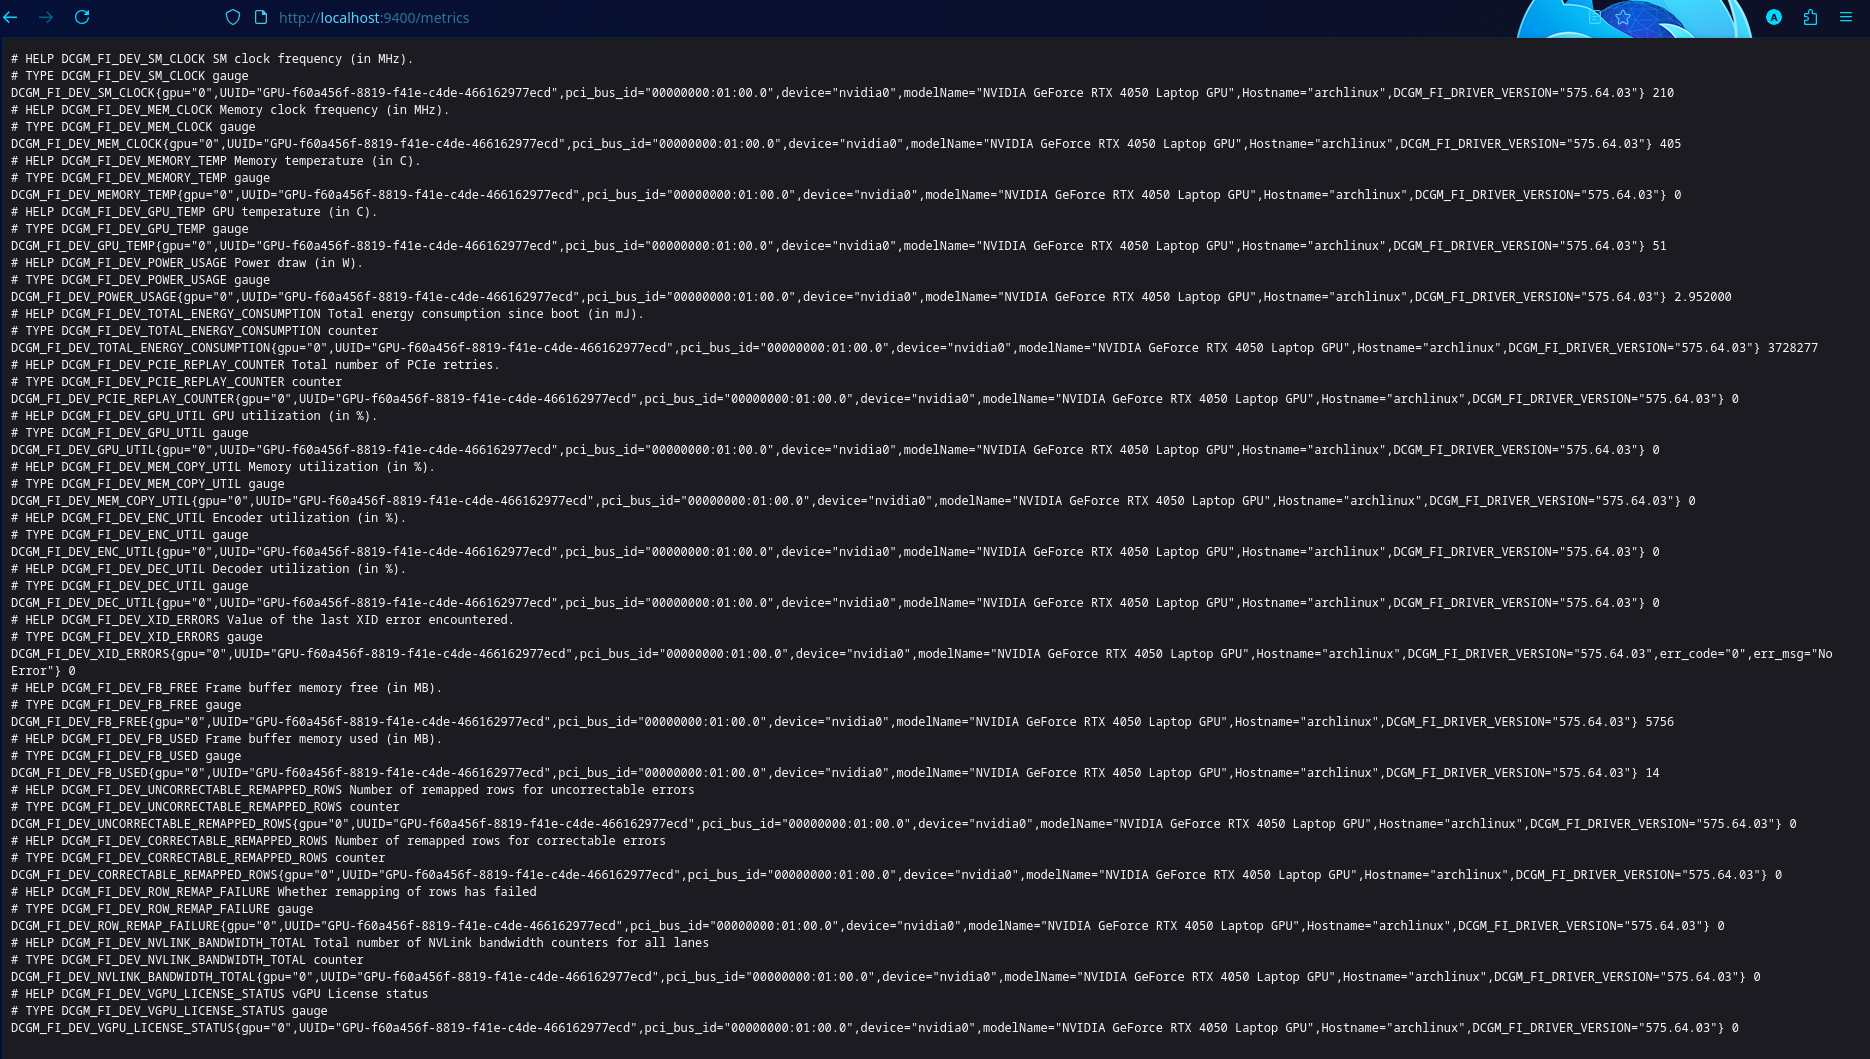 http://localhost:9400/metrics
A
# HELP DCGM_FI_DEV_SM_CLOCK SM clock frequency (in MHz).
# TYPE DCGM_FI_DEV_SM_CLOCK gauge
DCGM_FI_DEV_SM_CLOCK{gpu="0",UUID="GPU-f60a456f-8819-f41e-c4de-466162977ecd",pci_bus_id="00000000:01:00.0",device="nvidia0",modelName="NVIDIA GeForce RTX 4050 Laptop GPU",Hostname="archlinux",DCGM_FI_DRIVER_VERSION="575.64.03"} 210
# HELP DCGM_FI_DEV_MEM_CLOCK Memory clock frequency (in MHz).
# TYPE DCGM_FI_DEV_MEM_CLOCK gauge
DCGM_FI_DEV_MEM_CLOCK{gpu="0",UUID="GPU-f60a456f-8819-f41e-c4de-466162977ecd",pci_bus_id="00000000:01:00.0",device="nvidia0",modelName="NVIDIA GeForce RTX 4050 Laptop GPU",Hostname="archlinux",DCGM_FI_DRIVER_VERSION="575.64.03"} 405
# HELP DCGM_FI_DEV_MEMORY_TEMP Memory temperature (in C).
# TYPE DCGM_FI_DEV_MEMORY_TEMP gauge
DCGM_FI_DEV_MEMORY_TEMP{gpu="0",UUID="GPU-f60a456f-8819-f41e-c4de-466162977ecd",pci_bus_id="00000000:01:00.0",device="nvidia0",modelName="NVIDIA GeForce RTX 4050 Laptop GPU",Hostname="archlinux",DCGM_FI_DRIVER_VERSION="575.64.03"} 0
# HELP DCGM_FI_DEV_GPU_TEMP GPU temperature (in C).
# TYPE DCGM_FI_DEV_GPU_TEMP gauge
DCGM_FI_DEV_GPU_TEMP{gpu="0",UUID="GPU-f60a456f-8819-f41e-c4de-466162977ecd",pci_bus_id="00000000:01:00.0",device="nvidia0",modelName="NVIDIA GeForce RTX 4050 Laptop GPU",Hostname="archlinux",DCGM_FI_DRIVER_VERSION="575.64.03"} 51
# HELP DCGM_FI_DEV_POWER_USAGE Power draw (in W).
# TYPE DCGM_FI_DEV_POWER_USAGE gauge
DCGM_FI_DEV_POWER_USAGE{gpu="0",UUID="GPU-f60a456f-8819-f41e-c4de-466162977ecd",pci_bus_id="00000000:01:00.0",device="nvidia0",modelName="NVIDIA GeForce RTX 4050 Laptop GPU",Hostname="archlinux",DCGM_FI_DRIVER_VERSION="575.64.03"} 2.952000
# HELP DCGM_FI_DEV_TOTAL_ENERGY_CONSUMPTION Total energy consumption since boot (in mJ).
# TYPE DCGM_FI_DEV_TOTAL_ENERGY_CONSUMPTION counter
DCGM_FI_DEV_TOTAL_ENERGY_CONSUMPTION{gpu="0",UUID="GPU-f60a456f-8819-f41e-c4de-466162977ecd",pci_bus_id="00000000:01:00.0",device="nvidia0",modelName="NVIDIA GeForce RTX 4050 Laptop GPU",Hostname="archlinux",DCGM_FI_DRIVER_VERSION="575.64.03"} 3728277
# HELP DCGM_FI_DEV_PCIE_REPLAY_COUNTER Total number of PCIe retries.
# TYPE DCGM_FI_DEV_PCIE_REPLAY_COUNTER counter
DCGM_FI_DEV_PCIE_REPLAY_COUNTER{gpu="0",UUID="GPU-f60a456f-8819-f41e-c4de-466162977ecd",pci_bus_id="00000000:01:00.0",device="nvidia0",modelName="NVIDIA GeForce RTX 4050 Laptop GPU",Hostname="archlinux",DCGM_FI_DRIVER_VERSION="575.64.03"} 0
# HELP DCGM_FI_DEV_GPU_UTIL GPU utilization (in %).
# TYPE DCGM_FI_DEV_GPU_UTIL gauge
DCGM_FI_DEV_GPU_UTIL{gpu="0",UUID="GPU-f60a456f-8819-f41e-c4de-466162977ecd",pci_bus_id="00000000:01:00.0",device="nvidia0",modelName="NVIDIA GeForce RTX 4050 Laptop GPU",Hostname="archlinux",DCGM_FI_DRIVER_VERSION="575.64.03"} 0
# HELP DCGM_FI_DEV_MEM_COPY_UTIL Memory utilization (in %).
# TYPE DCGM_FI_DEV_MEM_COPY_UTIL gauge
DCGM_FI_DEV_MEM_COPY_UTIL{gpu="0",UUID="GPU-f60a456f-8819-f41e-c4de-466162977ecd",pci_bus_id="00000000:01:00.0",device="nvidia0",modelName="NVIDIA GeForce RTX 4050 Laptop GPU",Hostname="archlinux",DCGM_FI_DRIVER_VERSION="575.64.03"} 0
# HELP DCGM_FI_DEV_ENC_UTIL Encoder utilization (in %).
# TYPE DCGM_FI_DEV_ENC_UTIL gauge
DCGM_FI_DEV_ENC_UTIL{gpu="0",UUID="GPU-f60a456f-8819-f41e-c4de-466162977ecd",pci_bus_id="00000000:01:00.0",device="nvidia0",modelName="NVIDIA GeForce RTX 4050 Laptop GPU",Hostname="archlinux",DCGM_FI_DRIVER_VERSION="575.64.03"} 0
# HELP DCGM_FI_DEV_DEC_UTIL Decoder utilization (in %).
# TYPE DCGM_FI_DEV_DEC_UTIL gauge
DCGM_FI_DEV_DEC_UTIL{gpu="0",UUID="GPU-f60a456f-8819-f41e-c4de-466162977ecd",pci_bus_id="00000000:01:00.0",device="nvidia0",modelName="NVIDIA GeForce RTX 4050 Laptop GPU",Hostname="archlinux",DCGM_FI_DRIVER_VERSION="575.64.03"} 0
# HELP DCGM_FI_DEV_XID_ERRORS Value of the last XID error encountered.
# TYPE DCGM_FI_DEV_XID_ERRORS gauge
DCGM_FI_DEV_XID_ERRORS{gpu="0",UUID="GPU-f60a456f-8819-f41e-c4de-466162977ecd",pci_bus_id="00000000:01:00.0",device="nvidia0",modelName="NVIDIA GeForce RTX 4050 Laptop GPU",Hostname="archlinux",DCGM_FI_DRIVER_VERSION="575.64.03",err_code="0",err_msg="No
Error"} 0
# HELP DCGM_FI_DEV_FB_FREE Frame buffer memory free (in MB).
# TYPE DCGM_FI_DEV_FB_FREE gauge
DCGM_FI_DEV_FB_FREE{gpu="0",UUID="GPU-f60a456f-8819-f41e-c4de-466162977ecd",pci_bus_id="00000000:01:00.0",device="nvidia0",modelName="NVIDIA GeForce RTX 4050 Laptop GPU",Hostname="archlinux",DCGM_FI_DRIVER_VERSION="575.64.03"} 5756
# HELP DCGM_FI_DEV_FB_USED Frame buffer memory used (in MB).
# TYPE DCGM_FI_DEV_FB_USED gauge
DCGM_FI_DEV_FB_USED{gpu="0",UUID="GPU-f60a456f-8819-f41e-c4de-466162977ecd",pci_bus_id="00000000:01:00.0",device="nvidia0",modelName="NVIDIA GeForce RTX 4050 Laptop GPU",Hostname="archlinux",DCGM_FI_DRIVER_VERSION="575.64.03"} 14
# HELP DCGM_FI_DEV_UNCORRECTABLE_REMAPPED_ROWS Number of remapped rows for uncorrectable errors
# TYPE DCGM_FI_DEV_UNCORRECTABLE_REMAPPED_ROWS counter
DCGM_FI_DEV_UNCORRECTABLE_REMAPPED_ROWS{gpu="0",UUID="GPU-f60a456f-8819-f41e-c4de-466162977ecd",pci_bus_id="00000000:01:00.0",device="nvidia0",modelName="NVIDIA GeForce RTX 4050 Laptop GPU",Hostname="archlinux",DCGM_FI_DRIVER_VERSION="575.64.03"} 0
# HELP DCGM_FI_DEV_CORRECTABLE_REMAPPED_ROWS Number of remapped rows for correctable errors
# TYPE DCGM_FI_DEV_CORRECTABLE_REMAPPED_ROWS counter
DCGM_FI_DEV_CORRECTABLE_REMAPPED_ROWS{gpu="0",UUID="GPU-f60a456f-8819-f41e-c4de-466162977ecd",pci_bus_id="00000000:01:00.0",device="nvidia0",modelName="NVIDIA GeForce RTX 4050 Laptop GPU",Hostname="archlinux",DCGM_FI_DRIVER_VERSION="575.64.03"} 0
# HELP DCGM_FI_DEV_ROW_REMAP_FAILURE Whether remapping of rows has failed
# TYPE DCGM_FI_DEV_ROW_REMAP_FAILURE gauge
DCGM_FI_DEV_ROW_REMAP_FAILURE{gpu="0",UUID="GPU-f60a456f-8819-f41e-c4de-466162977ecd",pci_bus_id="00000000:01:00.0",device="nvidia0",modelName="NVIDIA GeForce RTX 4050 Laptop GPU",Hostname="archlinux",DCGM_FI_DRIVER_VERSION="575.64.03"} 0
# HELP DCGM_FI_DEV_NVLINK_BANDWIDTH_TOTAL Total number of NVLink bandwidth counters for all lanes
# TYPE DCGM_FI_DEV_NVLINK_BANDWIDTH_TOTAL counter
DCGM_FI_DEV_NVLINK_BANDWIDTH_TOTAL{gpu="0",UUID="GPU-f60a456f-8819-f41e-c4de-466162977ecd",pci_bus_id="00000000:01:00.0",device="nvidia0",modelName="NVIDIA GeForce RTX 4050 Laptop GPU",Hostname="archlinux",DCGM_FI_DRIVER_VERSION="575.64.03"} 0
# HELP DCGM_FI_DEV_VGPU_LICENSE_STATUS vGPU License status
# TYPE DCGM_FI_DEV_VGPU_LICENSE_STATUS gauge
DCGM_FI_DEV_VGPU_LICENSE_STATUS{gpu="0",UUID="GPU-f60a456f-8819-f41e-c4de-466162977ecd",pci_bus_id="00000000:01:00.0",device="nvidia0",modelName="NVIDIA GeForce RTX 4050 Laptop GPU",Hostname="archlinux",DCGM_FI_DRIVER_VERSION="575.64.03"} 0